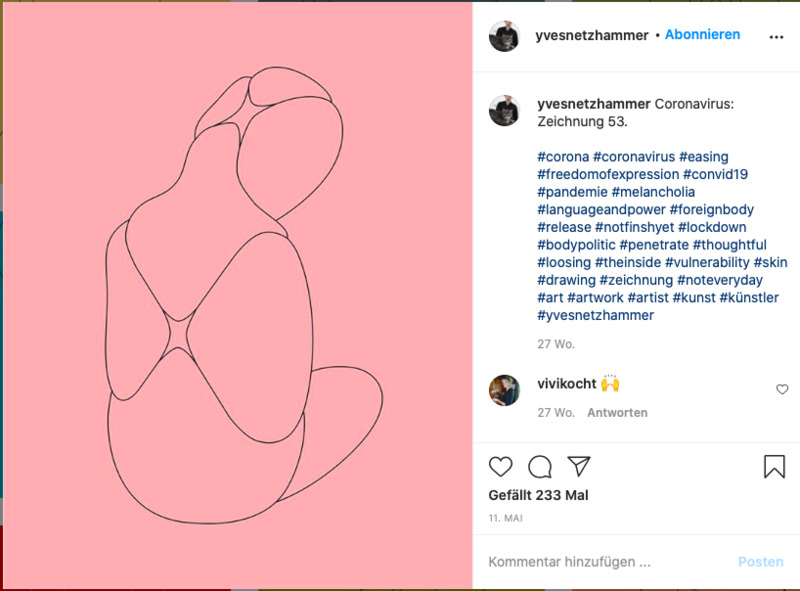 yvesnetzhammer • Abonnieren
yvesnetzhammer Coronavirus:
Zeichnung 53.
#corona #coronavirus #easing
#freedomofexpression #convid19
#pandemie #melancholia
#languageandpower #foreignbody
#release #notfinshyet #lockdown
#bodypolitic #penetrate #thoughtful
#loosing #theinside #vulnerability #skin
#drawing #zeichnung #noteveryday
#art #artwork #artist #kunst #künstler
#yvesnetzhammer
27 Wo.
vivikocht 🙌
27 Wo. Antworten
Gefällt 233 Mal
11. MAI
Kommentar hinzufügen ... Posten